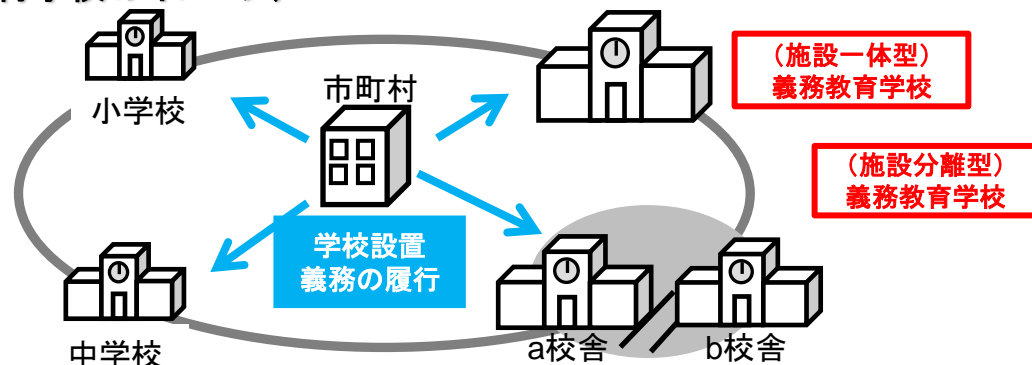 小学校
市町村
（施設一体型）
義務教育学校
（施設分離型）
義務教育学校
学校設置
義務の履行
中学校
a校舎
b校舎